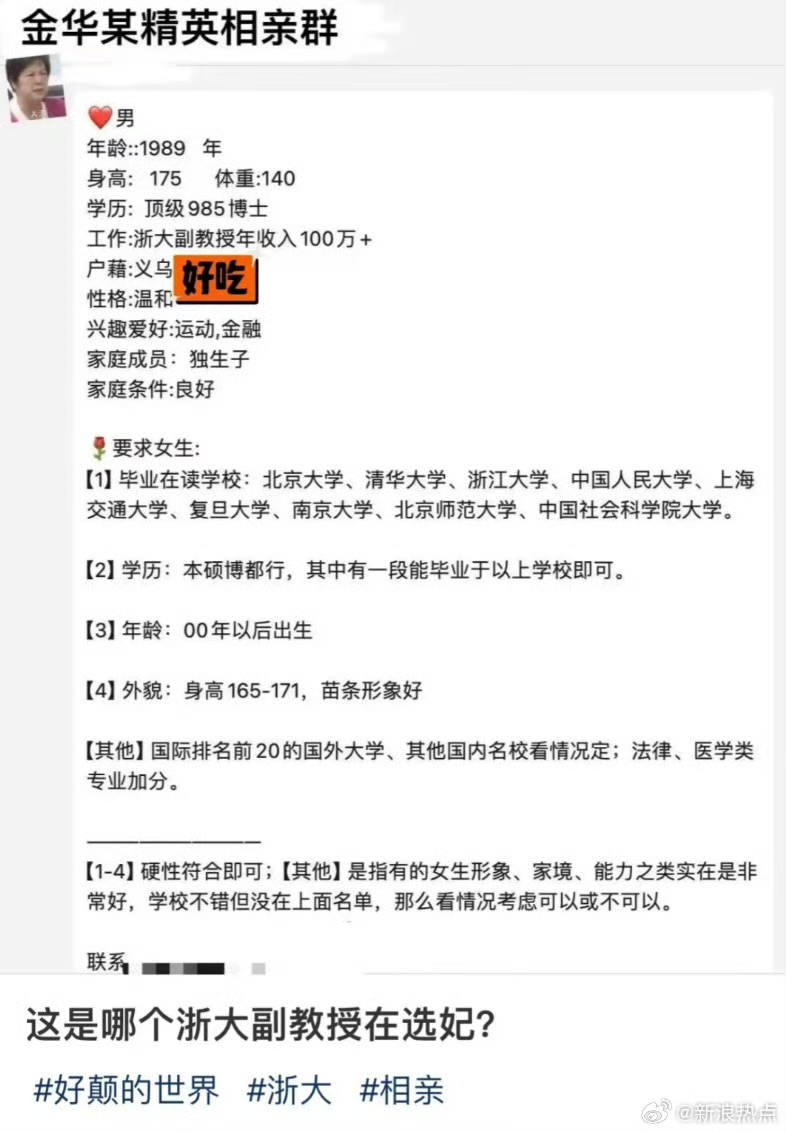 金华某精英相亲群
❤️男
年龄::1989 年
身高: 175 体重:140
学历: 顶级985博士
工作:浙大副教授年收入100万+
户藉:义乌
好吃
性格:温和
兴趣爱好:运动,金融
家庭成员: 独生子
家庭条件:良好
🌹要求女生:
【1】毕业在读学校: 北京大学、清华大学、浙江大学、中国人民大学、上海
交通大学、复旦大学、南京大学、北京师范大学、中国社会科学院大学。
【2】学历: 本硕博都行, 其中有一段能毕业于以上学校即可。
【3】年龄: 00年以后出生
【4】外貌: 身高165-171, 苗条形象好
【其他】国际排名前20的国外大学、其他国内名校看情况定; 法律、医学类
专业加分。
————————
【1-4】硬性符合即可;【其他】是指有的女生形象、家境、能力之类实在是非
常好, 学校不错但没在上面名单, 那么看情况考虑可以或不可以。
联系
这是哪个浙大副教授在选妃?
#好颠的世界 #浙大 #相亲
@新浪热点